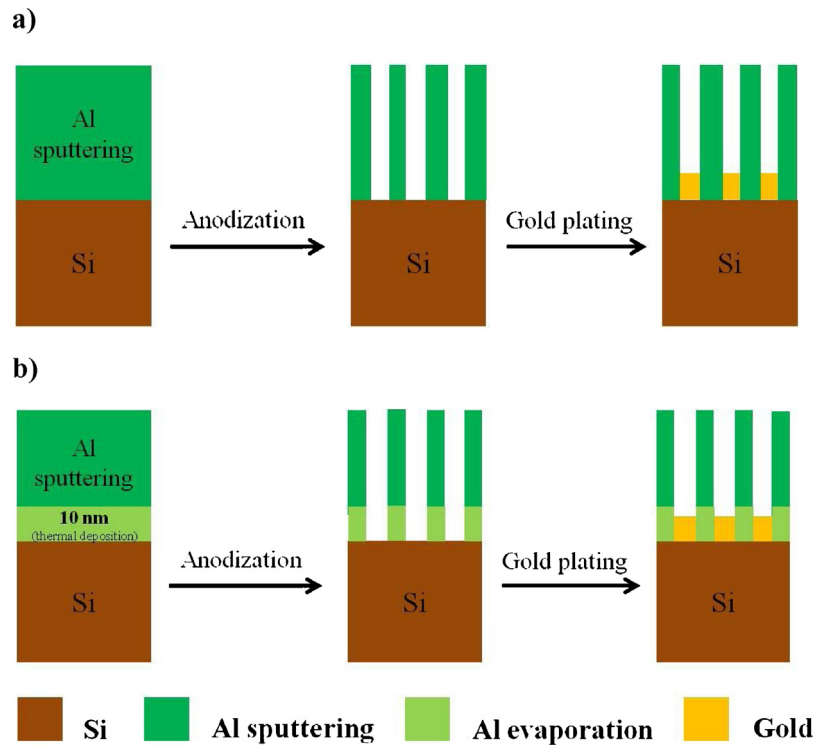 a)
Al
sputtering
Si
Anodization
Si
Gold plating
Si
b)
Al
sputtering
10 nm
(thermal deposition)
Si
Anodization
Si
Gold plating
Si
Si
Al sputtering
Al evaporation
Gold